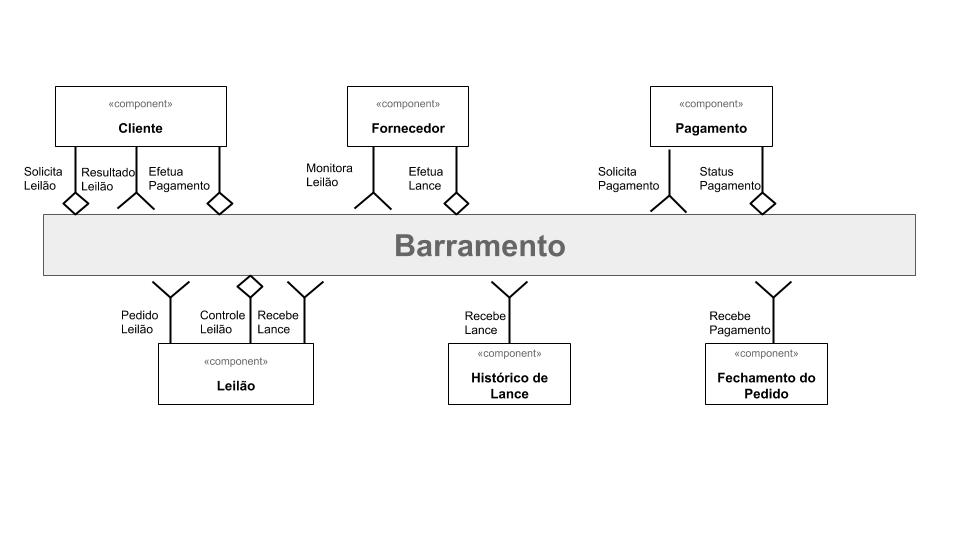 «component»
Cliente
«component»
Fornecedor
«component»
Pagamento
Solicita
Leilão
Resultado
Leilão
Efetua
Pagamento
Monitora
Leilão
Efetua
Lance
Solicita
Pagamento
Status
Pagamento
Barramento
Pedido
Leilão
Controle
Leilão
Recebe
Lance
Recebe
Lance
Recebe
Pagamento
«component»
Leilão
«component»
Histórico de
Lance
«component»
Fechamento do
Pedido